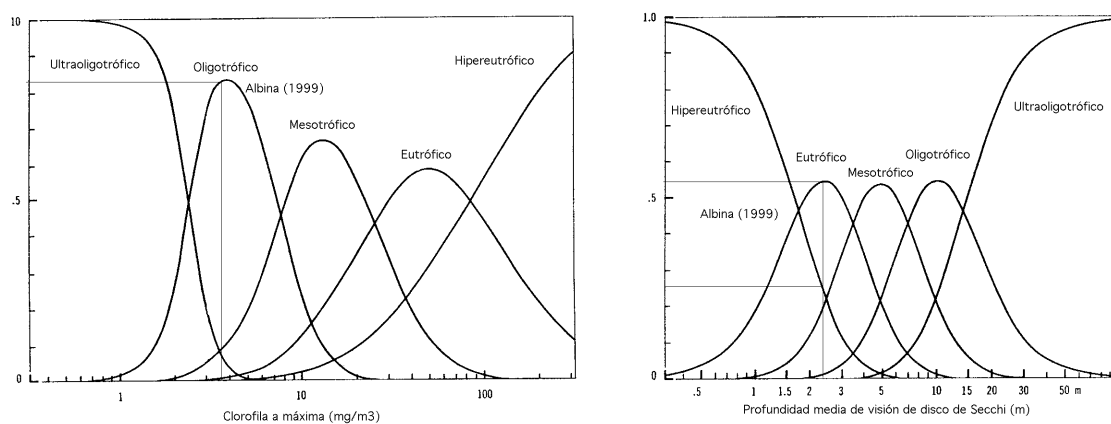 10
Ultraoligotrófico
Oligotrófico
Albina (1999)
Mesotrófico
Eutrófico
Hipereutrófico
.5
0
1 10 100
Clorofila a máxima (mg/m3)
1.0
Hipereutrófico
Eutrófico
Mesotrófico
Oligotrófico
Ultraoligotrófico
Albina (1999)
.5
0
.5 1 1.5 2 3 5 10 15 20 30 50 m
Profundidad media de visión de disco de Secchi (m)